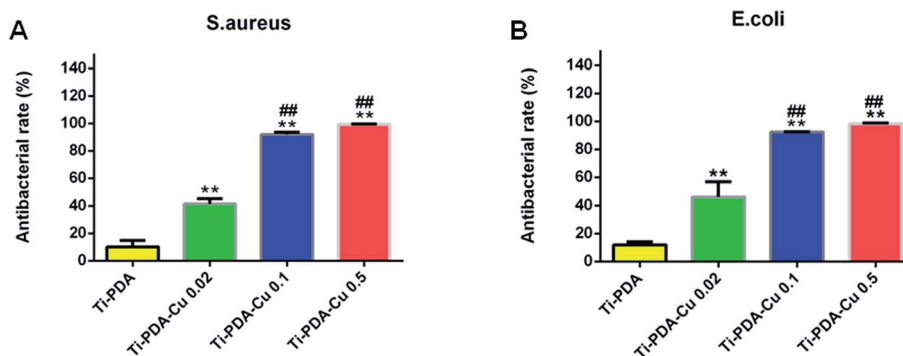 A
S.aureus
Antibacterial rate (%)
140
120
100
80
60
40
20
0
**
##
**
##
**
Ti-PDA
Ti-PDA-Cu 0.02
Ti-PDA-Cu 0.1
Ti-PDA-Cu 0.5
B
E.coli
Antibacterial rate (%)
140
120
100
80
60
40
20
0
**
##
**
##
**
Ti-PDA
Ti-PDA-Cu 0.02
Ti-PDA-Cu 0.1
Ti-PDA-Cu 0.5